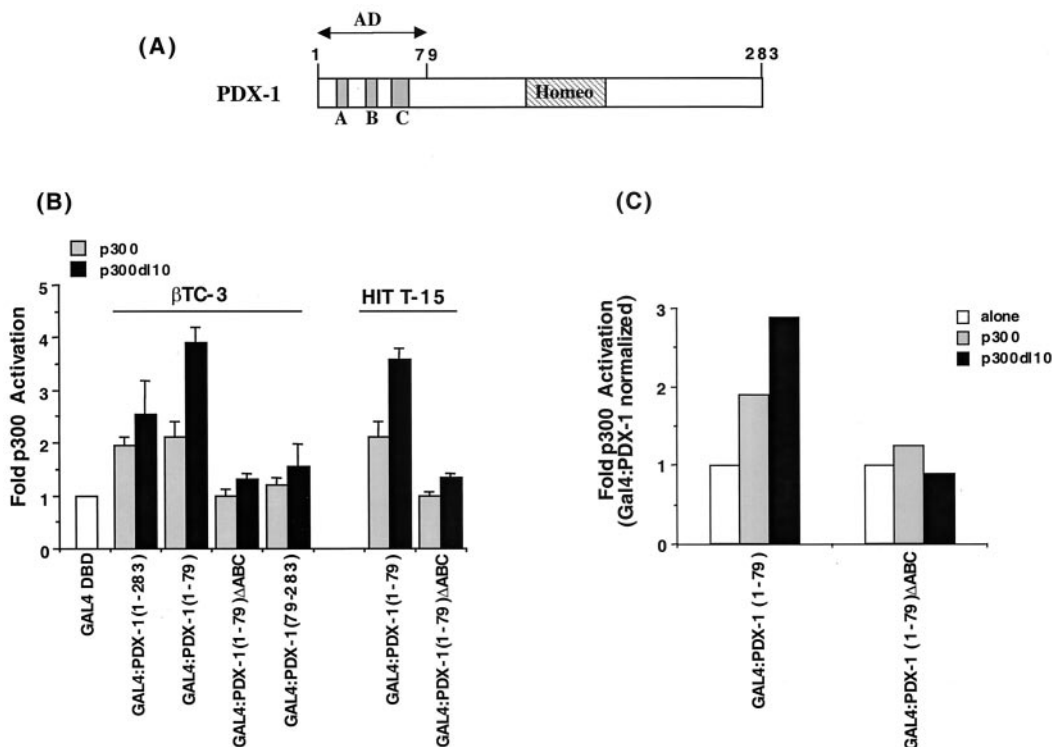 (A)
AD
1 79 283
PDX-1
Homeo
A B C
(B)
p300
p300dl10
βTC-3
HIT T-15
Fold p300 Activation
5
4
3
2
1
0
GAL4 DBD
GAL4:PDX-1(1-283)
GAL4:PDX-1(1-79)
GAL4:PDX-1(1-79)ΔABC
GAL4:PDX-1(79-283)
GAL4:PDX-1(1-79)
GAL4:PDX-1(1-79)ΔABC
(C)
Fold p300 Activation
(Gal4:PDX-1 normalized)
3
2
1
0
alone
p300
p300dl10
GAL4:PDX-1 (1-79)
GAL4:PDX-1 (1-79)ΔABC